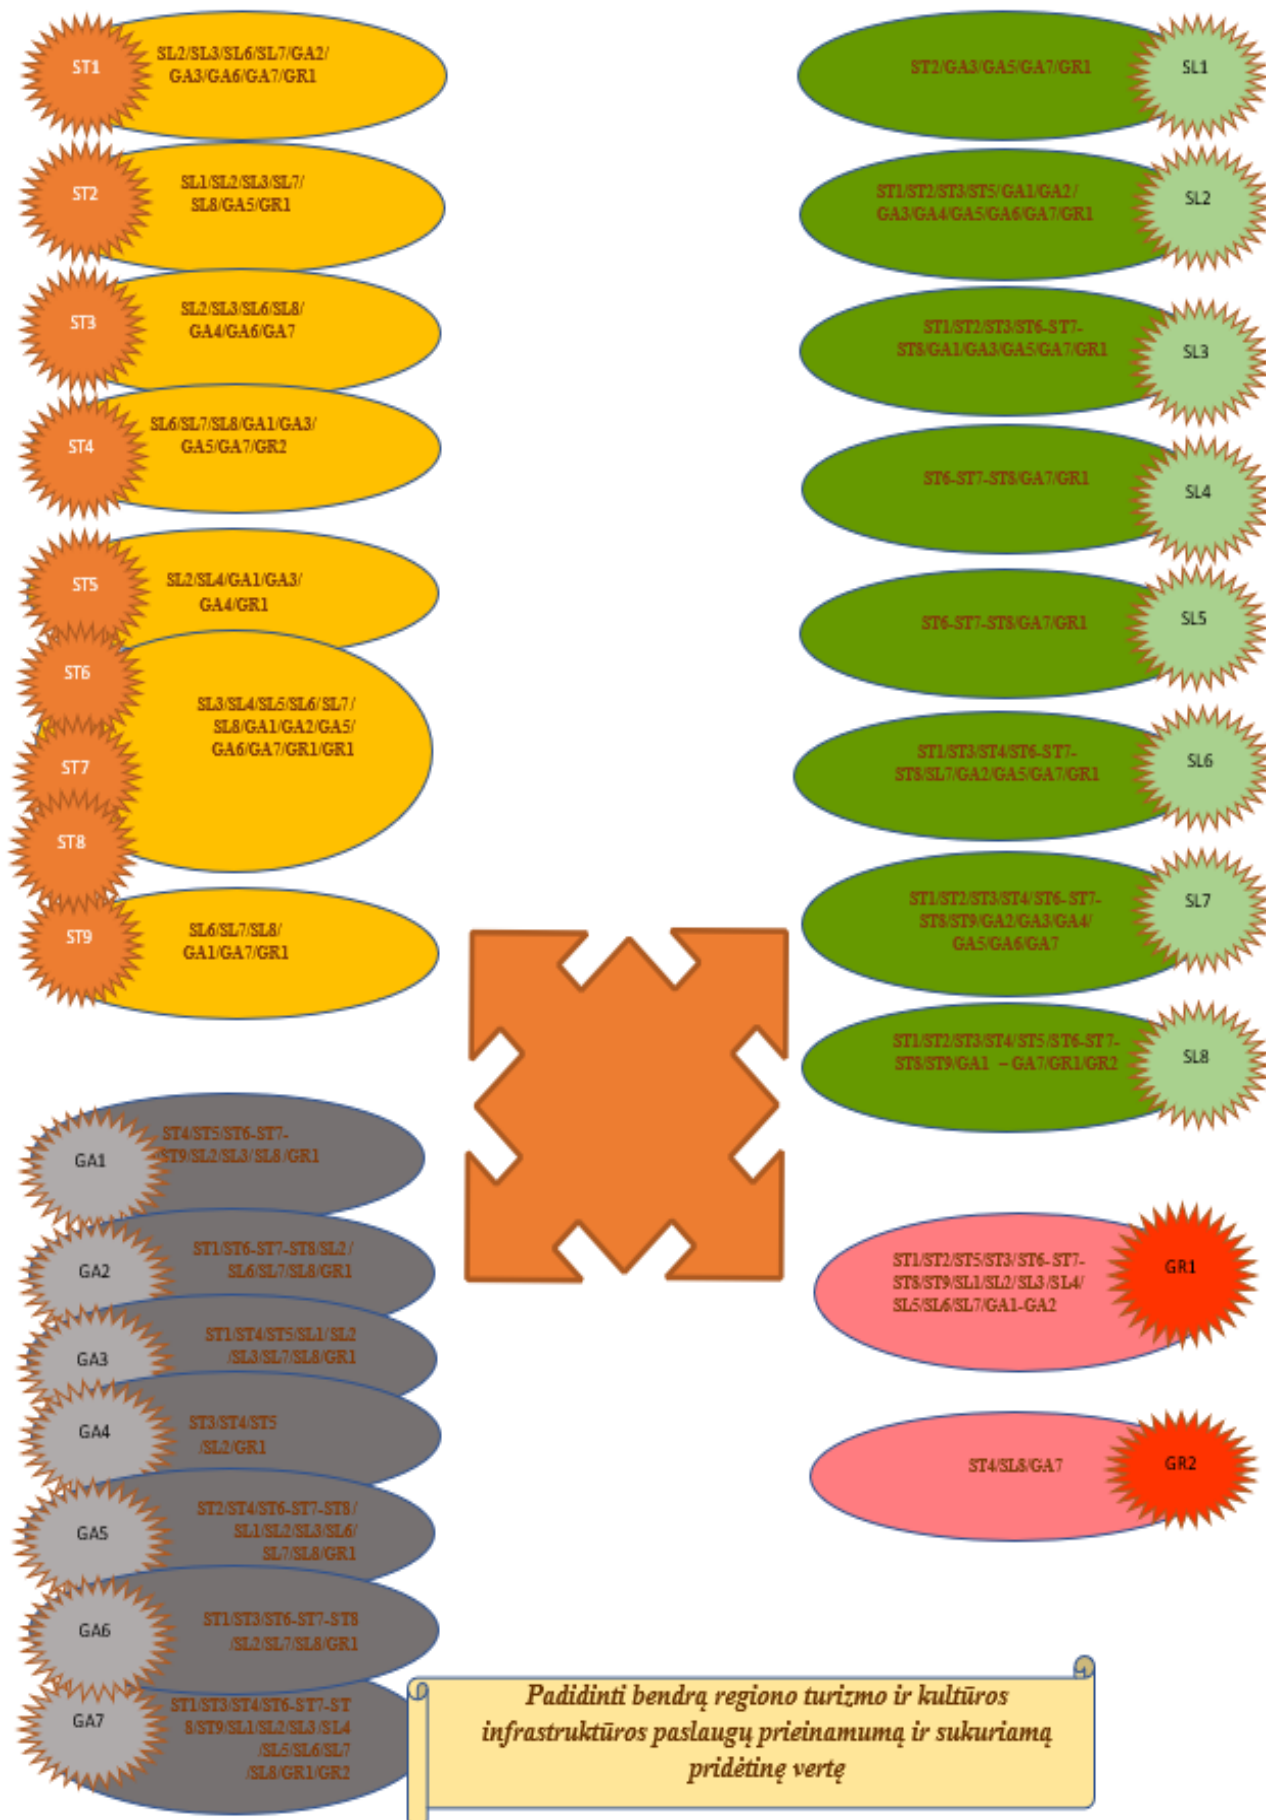 ST1
SL2/SL3/SL6/SL7/GA2/
GA3/GA6/GA7/GR1
ST2
SL1/SL2/SL3/SL7/
SL8/GA5/GR1
ST3
SL2/SL3/SL6/SL8/
GA4/GA6/GA7
ST4
SL6/SL7/SL8/GA1/GA3/
GA5/GA7/GR2
ST5
SL2/SL4/GA1/GA3/
GA4/GR1
ST6
ST7
ST8
SL3/SL4/SL5/SL6/SL7/
SL8/GA1/GA2/GA5/
GA6/GA7/GR1/GR1
ST9
SL6/SL7/SL8/
GA1/GA7/GR1
ST2/GA3/GA5/GA7/GR1
SL1
ST1/ST2/ST3/ST5/GA1/GA2/
GA3/GA4/GA5/GA6/GA7/GR1
SL2
ST1/ST2/ST3/ST6-ST7-
ST8/GA1/GA3/GA5/GA7/GR1
SL3
ST6-ST7-ST8/GA7/GR1
SL4
ST6-ST7-ST8/GA7/GR1
SL5
ST1/ST3/ST4/ST6-ST7-
ST8/SL7/GA2/GA5/GA7/GR1
SL6
ST1/ST2/ST3/ST4/ST6-ST7-
ST8/ST9/GA2/GA3/GA4/
GA5/GA6/GA7
SL7
ST1/ST2/ST3/ST4/ST5/ST6-ST7-
ST8/ST9/GA1 – GA7/GR1/GR2
SL8
GA1
ST4/ST5/ST6-ST7-
/ST9/SL2/SL3/SL8/GR1
GA2
ST1/ST6-ST7-ST8/SL2/
SL6/SL7/SL8/GR1
GA3
ST1/ST4/ST5/SL1/SL2
/SL3/SL7/SL8/GR1
GA4
ST3/ST4/ST5
/SL2/GR1
GA5
ST2/ST4/ST6-ST7-ST8/
SL1/SL2/SL3/SL6/
SL7/SL8/GR1
GA6
ST1/ST3/ST6-ST7-ST8
/SL2/SL7/SL8/GR1
GA7
ST1/ST3/ST4/ST6-ST7-ST
8/ST9/SL1/SL2/SL3/SL4
/SL5/SL6/SL7
/SL8/GR1/GR2
ST1/ST2/ST5/ST3/ST6-ST7-
ST8/ST9/SL1/SL2/SL3/SL4/
SL5/SL6/SL7/GA1-GA2
GR1
ST4/SL8/GA7
GR2
Padidinti bendrą regiono turizmo ir kultūros
infrastruktūros paslaugų prieinamumą ir sukuriamą
pridėtinę vertę